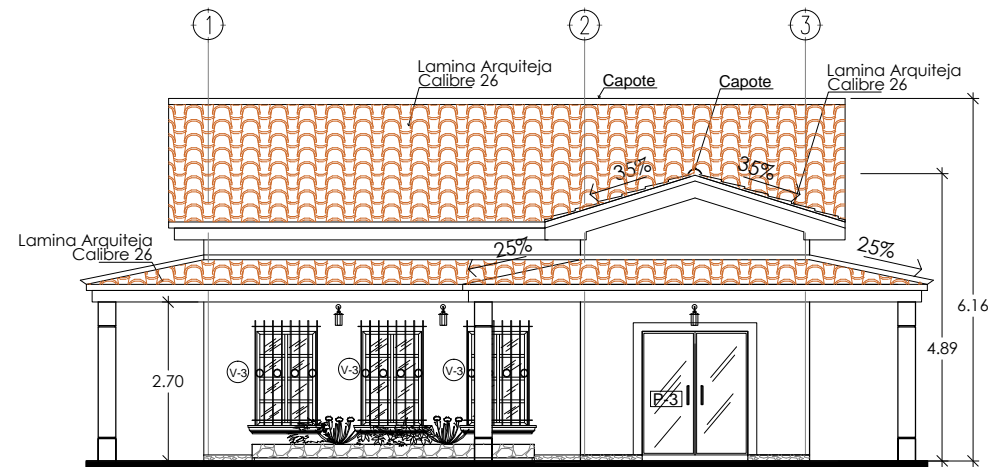 1
2
3
Lamina Arquiteja
Calibre 26
Capote
Capote
Lamina Arquiteja
Calibre 26
35%
35%
Lamina Arquiteja
Calibre 26
25%
25%
6.16
4.89
2.70
V-3
V-3
V-3
P-3